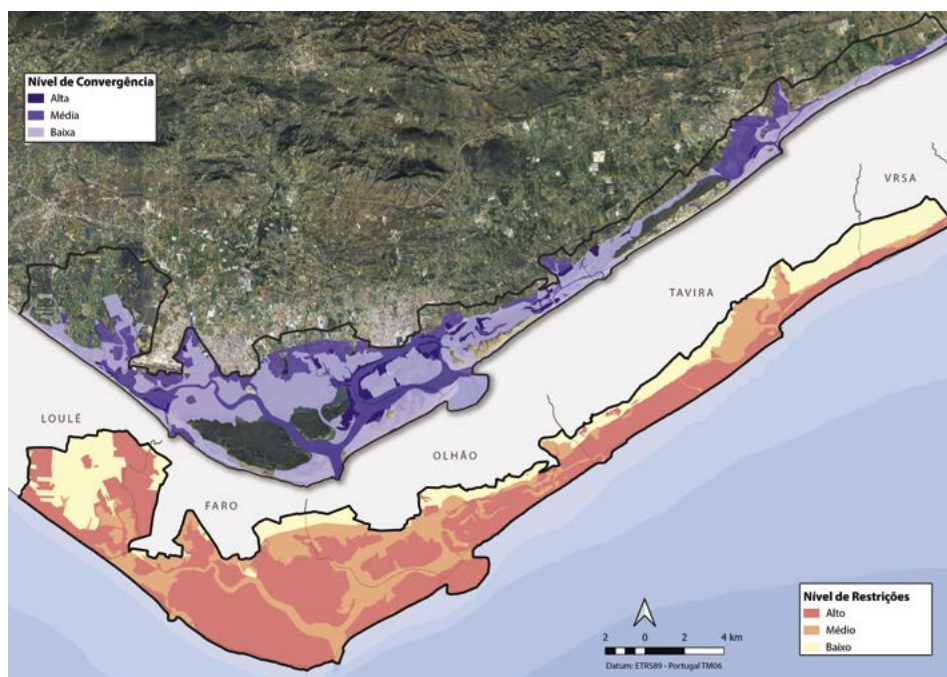 Nível de Convergência
Alta
Média
Baixa
VRSA
TAVIRA
LOULÉ
OLHÃO
FARO
Nível de Restrições
Alto
Médio
Baixo
2 0 2 4 km
Datum: ETRS89 - Portugal TM06